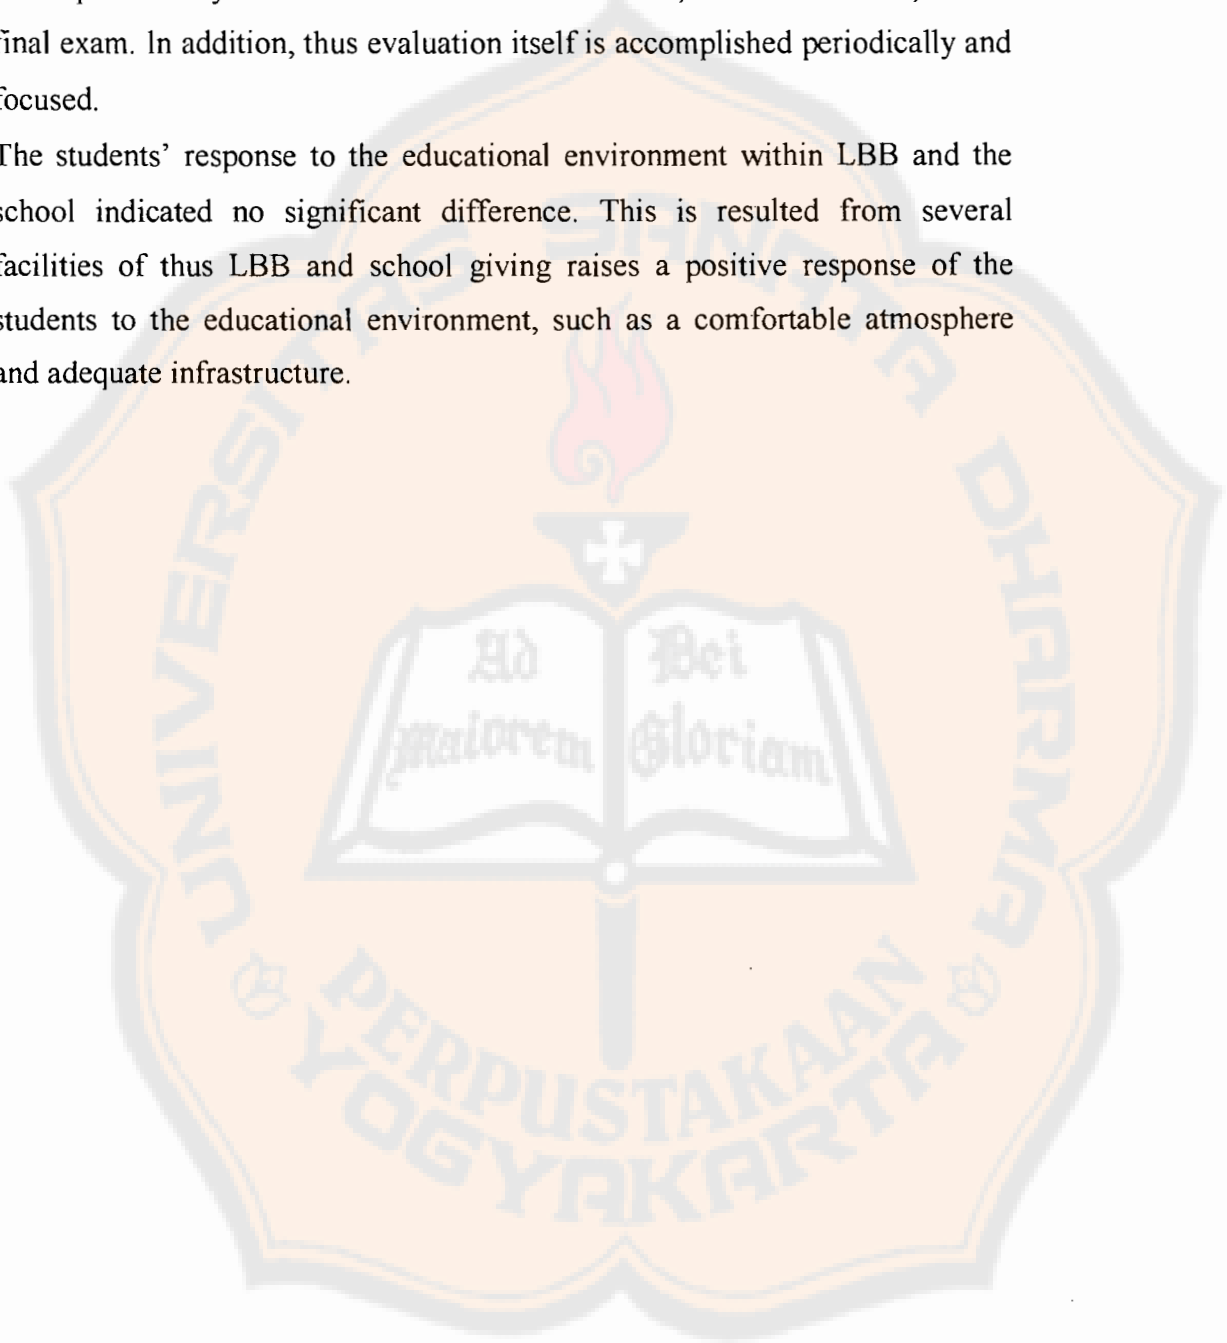 final exam. In addition, thus evaluation itself is accomplished periodically and
focused.
The students' response to the educational environment within LBB and the
school indicated no significant difference. This is resulted from several
facilities of thus LBB and school giving raises a positive response of the
students to the educational environment, such as a comfortable atmosphere
and adequate infrastructure.
UNIVERSITAS SANATA DHARMA
Ad Dei
Maiorem Gloriam
PERPUSTAKAAN
YOGYAKARTA